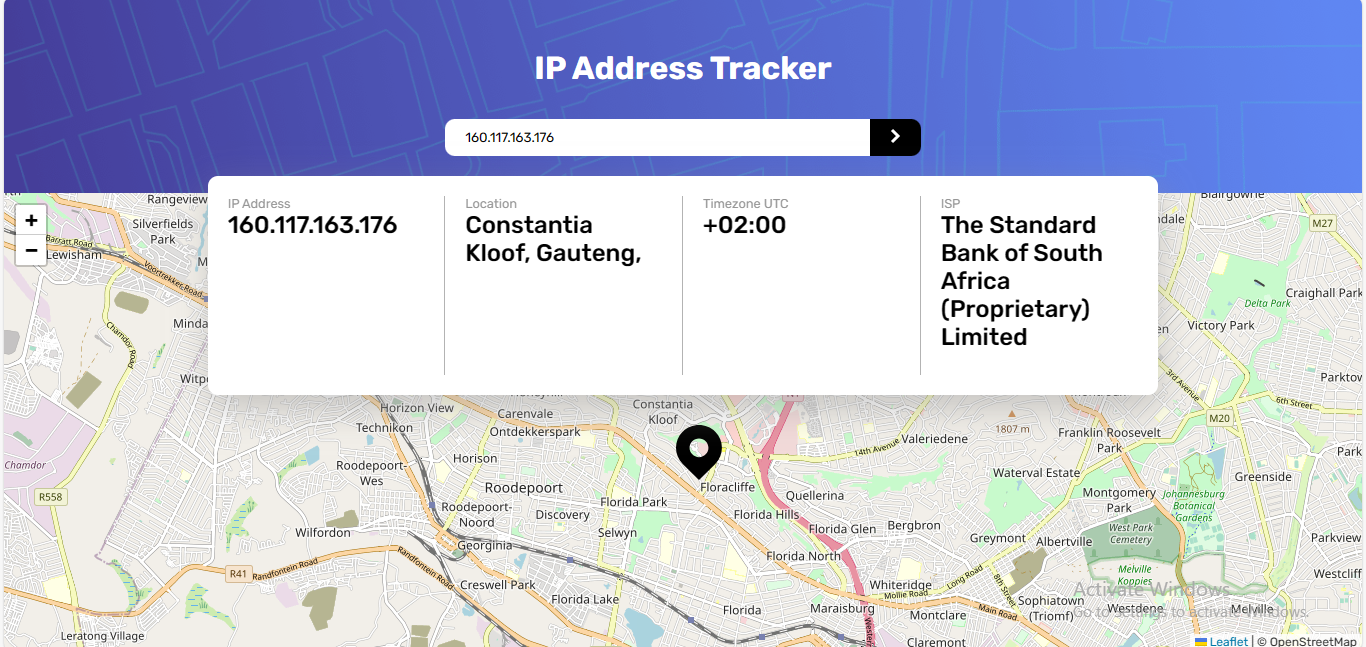 IP Address Tracker
160.117.163.176
IP Address
160.117.163.176
Location
Constantia
Kloof, Gauteng,
Timezone UTC
+02:00
ISP
The Standard
Bank of South
Africa
(Proprietary)
Limited
+
−
Rangeview
Silverfields
Park
Barratt Road
Lewisham
Voortrekker Road
Chamdor Road
Chamdor
R558
Horizon View
Technikon
Carenvale
Ontdekkerspark
Constantia
Kloof
Horison
Roodepoort-
Wes
Roodepoort
Roodepoort-
Noord
Discovery
Florida Park
Floracliffe
Selwyn
Florida Hills
Quellerina
Florida Glen
Bergbron
Wilfordon
Georginia
R41
Randfontein Road
Randfontein Road
Creswell Park
Florida Lake
Florida North
Florida
Whiteridge
Mollie Road
Maraisburg
Montclare
Claremont
Leratong Village
Long Road
8th Street
Main Road
Greymont
Albertville
Sophiatown
(Triomf)
Westdene
Melville
Melville
Koppies
West Park
Cemetery
Montgomery
Park
Johannesburg
Botanical
Gardens
Waterval Estate
Franklin Roosevelt
Park
1807 m
Valeriedene
14th Avenue
3rd Avenue
6th Street
M20
M27
Blairgowrie
Delta Park
Craighall Park
Victory Park
Greenside
Parkview
Westcliff
Activate Windows
Go to Settings to activate Windows.
Leaflet | © OpenStreetMap